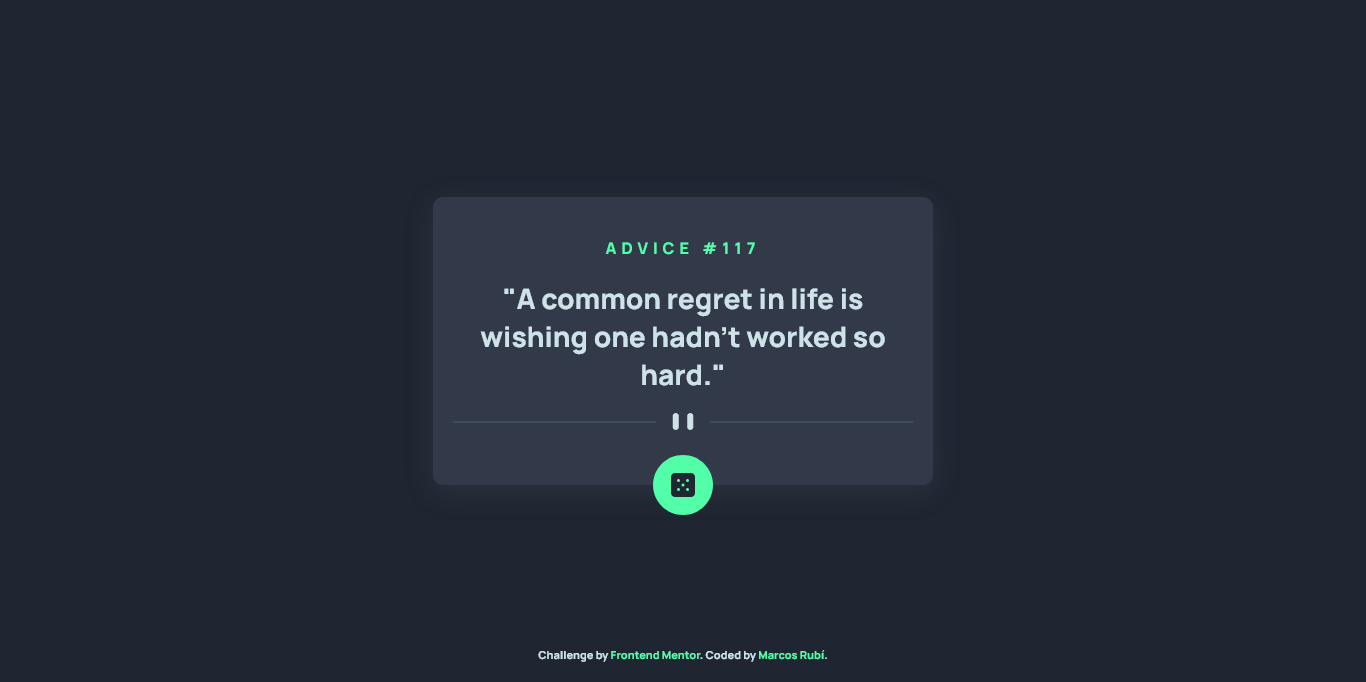 ADVICE #117
"A common regret in life is
wishing one hadn't worked so
hard."
Challenge by Frontend Mentor. Coded by Marcos Rubí.